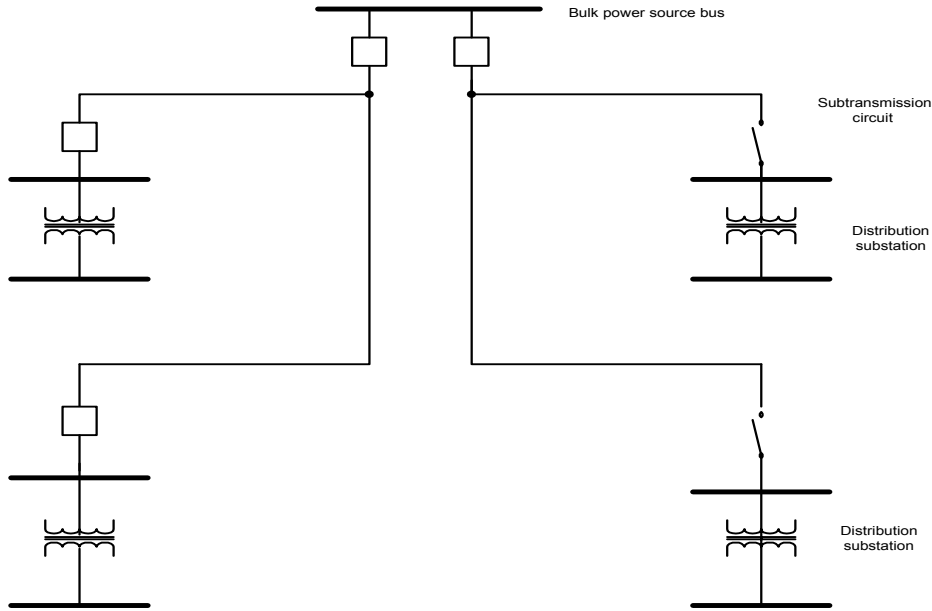 Bulk power source bus
Subtransmission
circuit
Distribution
substation
Distribution
substation